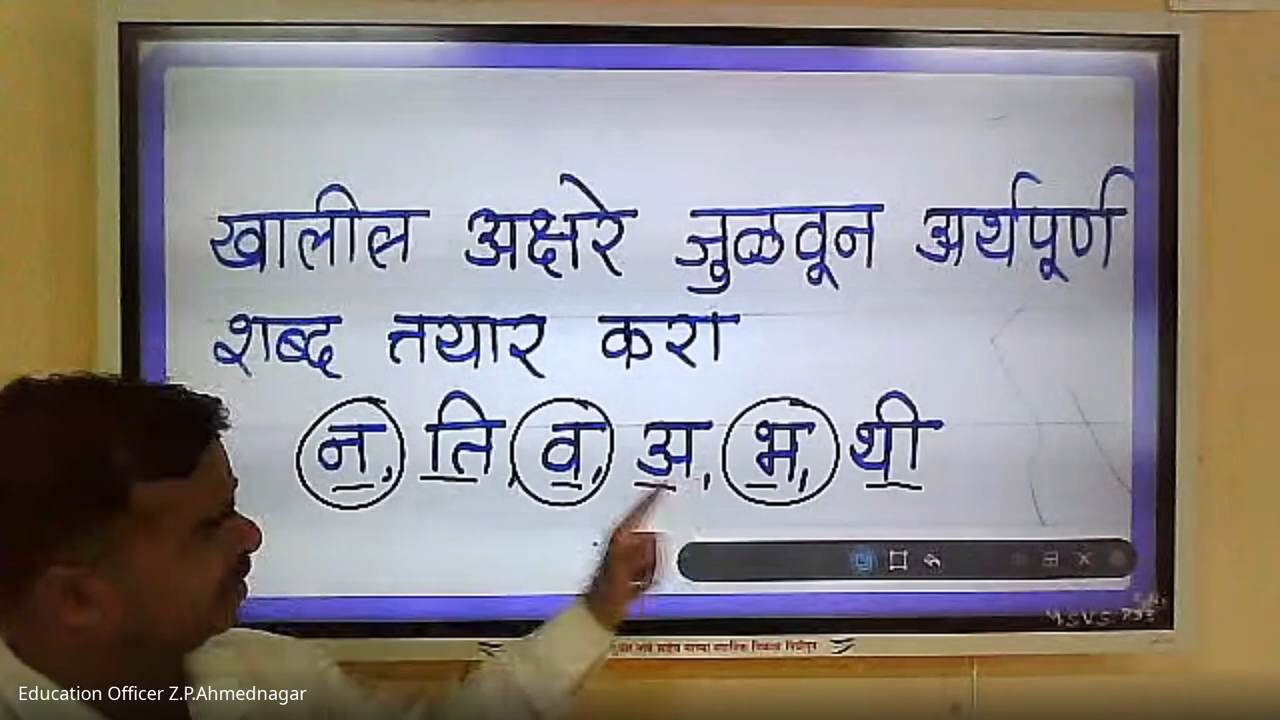 खालील अक्षरे जुळवून अर्थपूर्ण
शब्द तयार करा
न, ति, व, अ, भ, थी
Education Officer Z.P.Ahmednagar